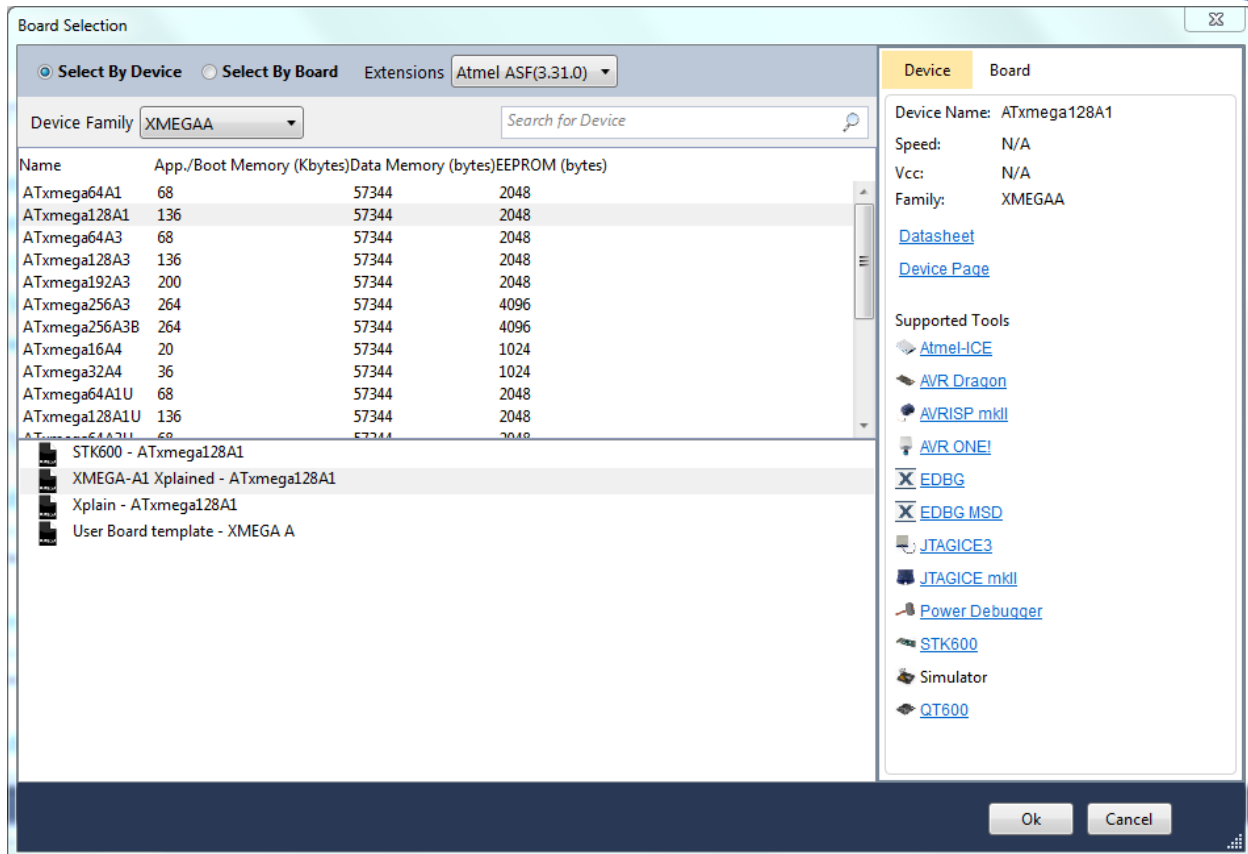 Board Selection
Select By Device Select By Board Extensions Atmel ASF(3.31.0)
Device Family XMEGAA Search for Device
Name App./Boot Memory (Kbytes) Data Memory (bytes) EEPROM (bytes)
ATxmega64A1 68 57344 2048
ATxmega128A1 136 57344 2048
ATxmega64A3 68 57344 2048
ATxmega128A3 136 57344 2048
ATxmega192A3 200 57344 2048
ATxmega256A3 264 57344 4096
ATxmega256A3B 264 57344 4096
ATxmega16A4 20 57344 1024
ATxmega32A4 36 57344 1024
ATxmega64A1U 68 57344 2048
ATxmega128A1U 136 57344 2048
STK600 - ATxmega128A1
XMEGA-A1 Xplained - ATxmega128A1
Xplain - ATxmega128A1
User Board template - XMEGA A
Device Board
Device Name: ATxmega128A1
Speed: N/A
Vcc: N/A
Family: XMEGAA
Datasheet
Device Page
Supported Tools
Atmel-ICE
AVR Dragon
AVRISP mkII
AVR ONE!
EDBG
EDBG MSD
JTAGICE3
JTAGICE mkII
Power Debugger
STK600
Simulator
QT600
Ok Cancel